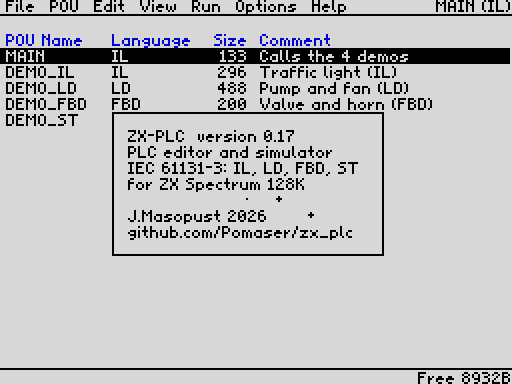 File POU Edit View Run Options Help MAIN (IL)
POU Name Language Size Comment
MAIN IL 133 Calls the 4 demos
DEMO_IL IL 296 Traffic light (IL)
DEMO_LD LD 488 Pump and fan (LD)
DEMO_FBD FBD 200 Valve and horn (FBD)
DEMO_ST
ZX-PLC version 0.17
PLC editor and simulator
IEC 61131-3: IL, LD, FBD, ST
for ZX Spectrum 128K
J.Masopust 2026
github.com/Pomaser/zx_plc
Free 8932B